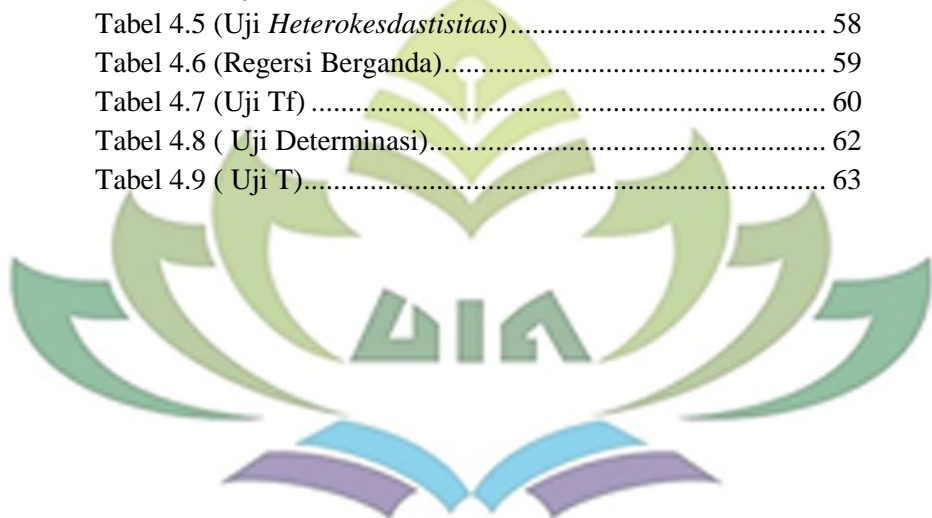 Tabel 4.5 (Uji Heterokesdastisitas)............................................ 58
Tabel 4.6 (Regersi Berganda)..................................................... 59
Tabel 4.7 (Uji Tf) ........................................................................ 60
Tabel 4.8 ( Uji Determinasi)....................................................... 62
Tabel 4.9 ( Uji T)......................................................................... 63